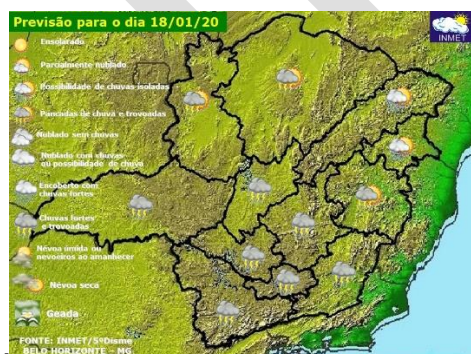 Previsão para o dia 18/01/20
INMET
Ensolarado
Parcialmente nublado
Possibilidade de chuvas isoladas
Pancadas de chuva e trovoadas
Nublado sem chuvas
Nublado com chuvas
ou possibilidade de chuva
Encoberto com
chuvas fortes
Chuvas fortes
e trovoadas
Névoa úmida ou
nevoeiros ao amanhecer
Névoa seca
Geada
FONTE: INMET/5ºDisme
BELO HORIZONTE - MG